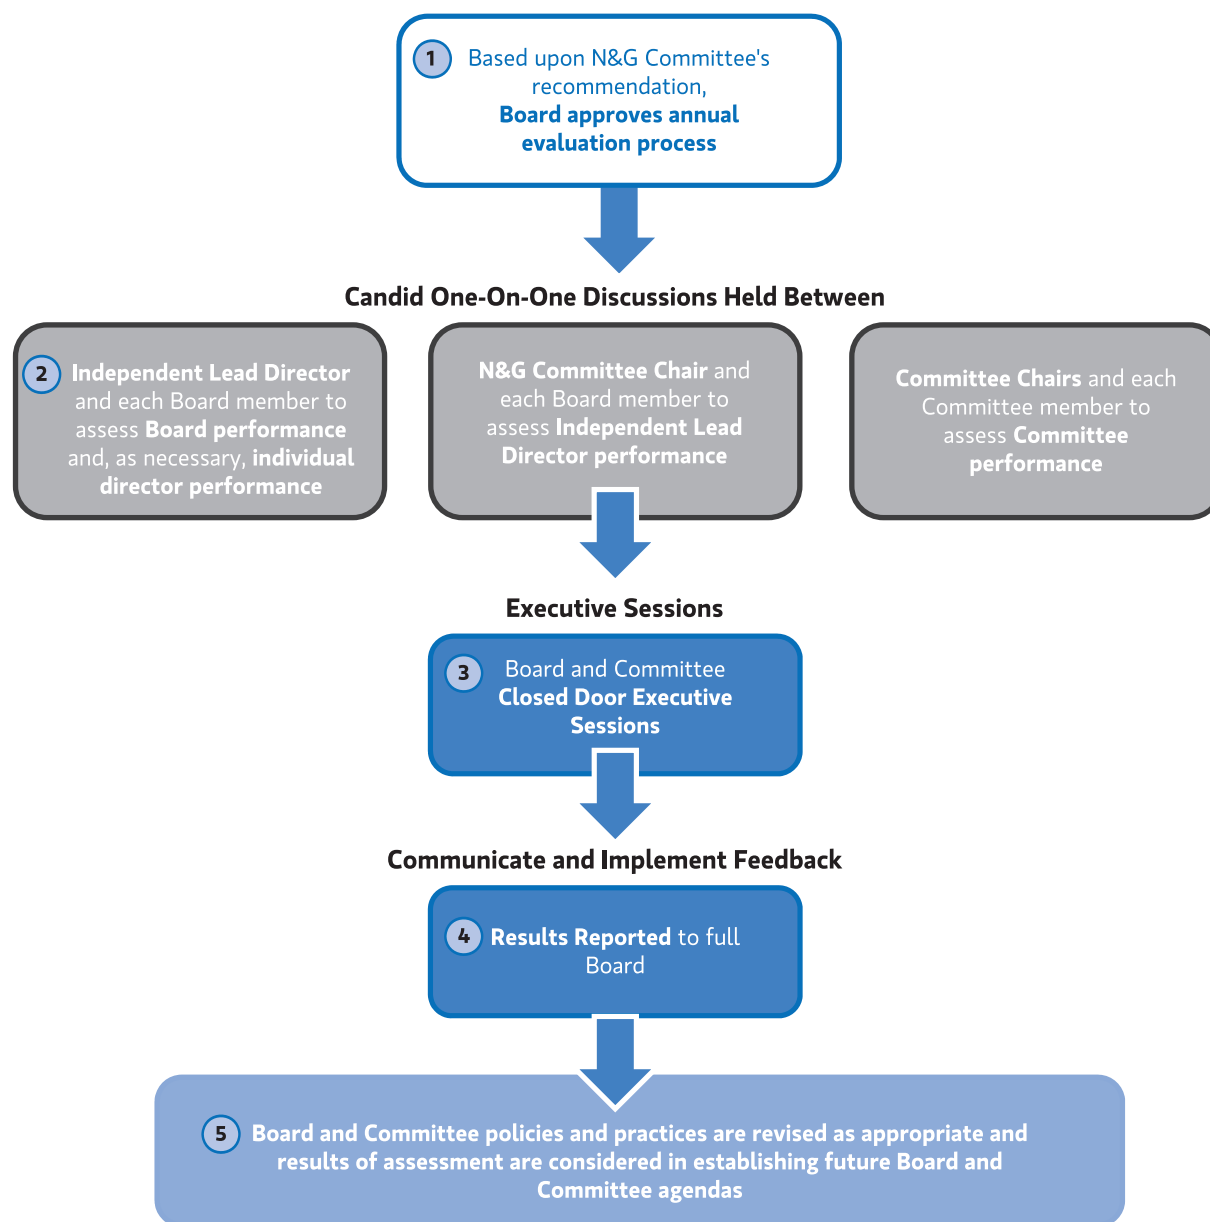 1
Based upon N&G Committee's
recommendation,
Board approves annual
evaluation process
Candid One-On-One Discussions Held Between
2
Independent Lead Director
and each Board member to
assess Board performance
and, as necessary, individual
director performance
N&G Committee Chair and
each Board member to
assess Independent Lead
Director performance
Committee Chairs and each
Committee member to
assess Committee
performance
Executive Sessions
3
Board and Committee
Closed Door Executive
Sessions
Communicate and Implement Feedback
4
Results Reported to full
Board
5
Board and Committee policies and practices are revised as appropriate and
results of assessment are considered in establishing future Board and
Committee agendas